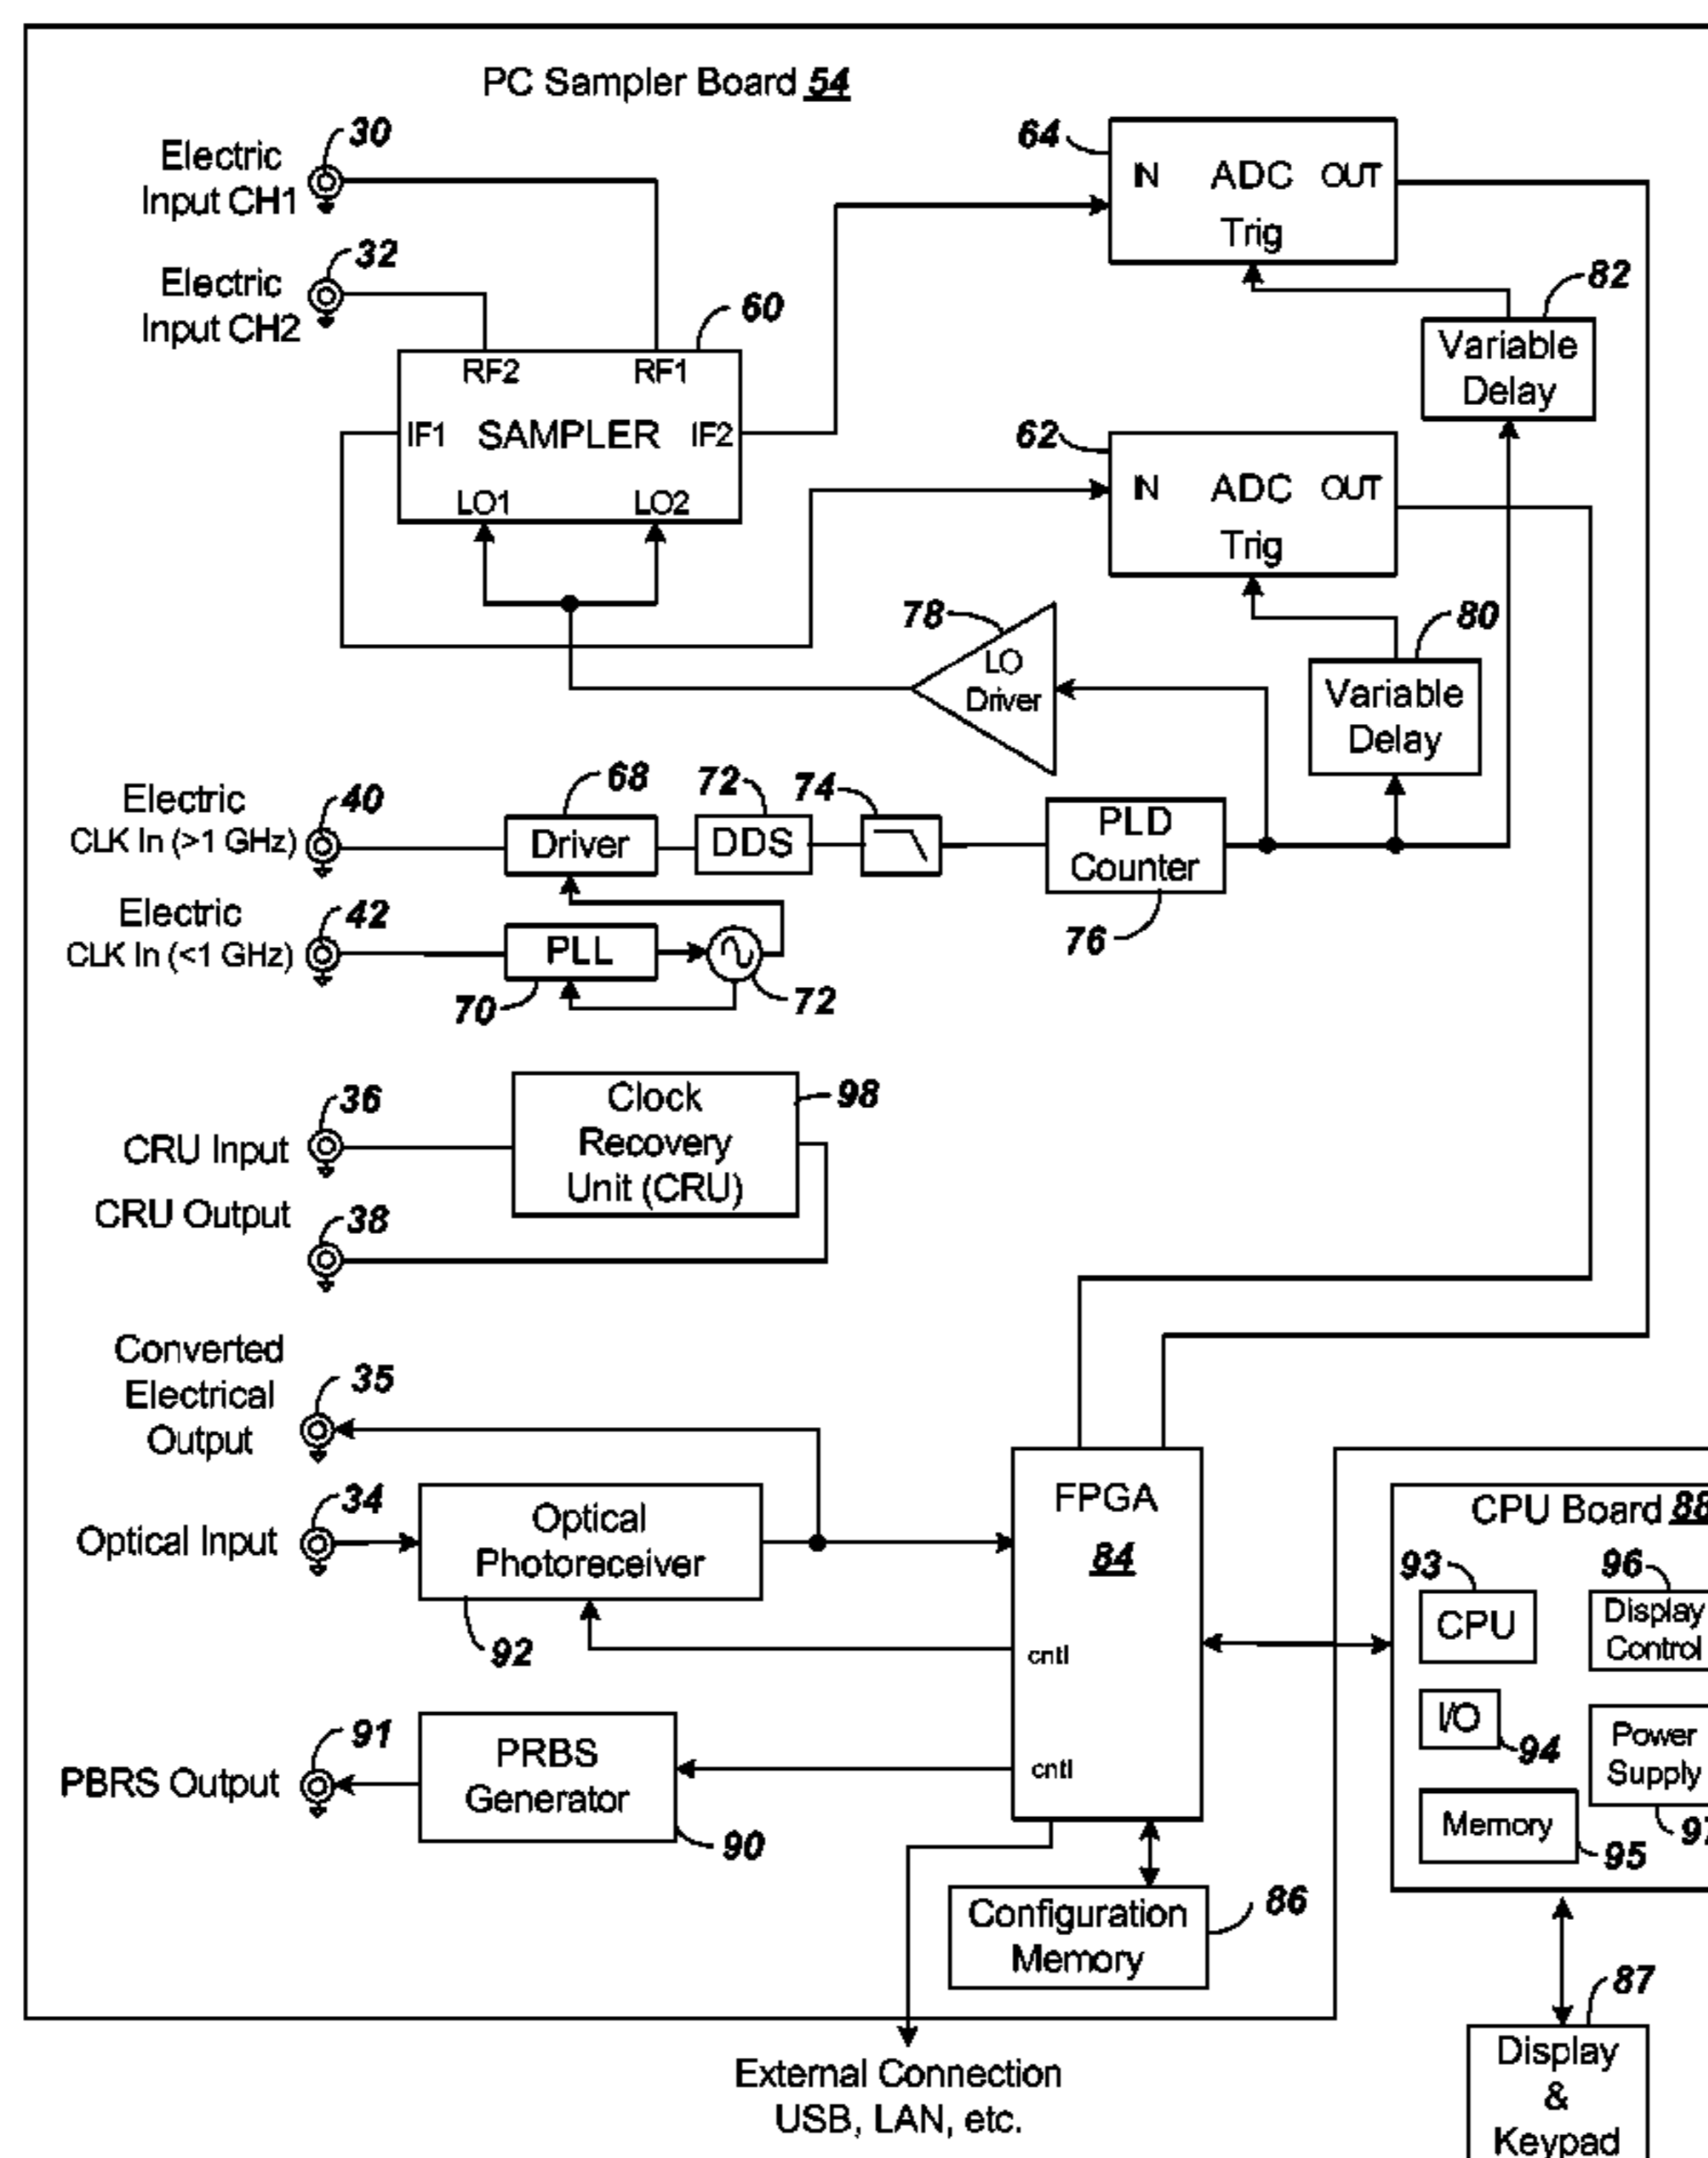 PC Sampler Board 54
30
Electric
Input CH1
32
Electric
Input CH2
60
RF2 RF1
IF1 SAMPLER IF2
LO1 LO2
64
IN ADC OUT
Trig
82
Variable
Delay
62
IN ADC OUT
Trig
80
Variable
Delay
78
LO
Driver
Electric
CLK In (>1 GHz)
40
68
Driver
72
DDS
74
PLD
Counter
76
Electric
CLK In (<1 GHz)
42
PLL
70
72
36
CRU Input
Clock
Recovery
Unit (CRU)
98
CRU Output
38
Converted
Electrical
Output
35
34
Optical Input
Optical
Photoreceiver
92
FPGA
84
cntl
cntl
91
PBRS Output
PRBS
Generator
90
Configuration
Memory
86
CPU Board 88
93
CPU
96
Display
Control
I/O
94
Power
Supply
97
Memory
95
87
Display
&
Keypad
External Connection
USB, LAN, etc.